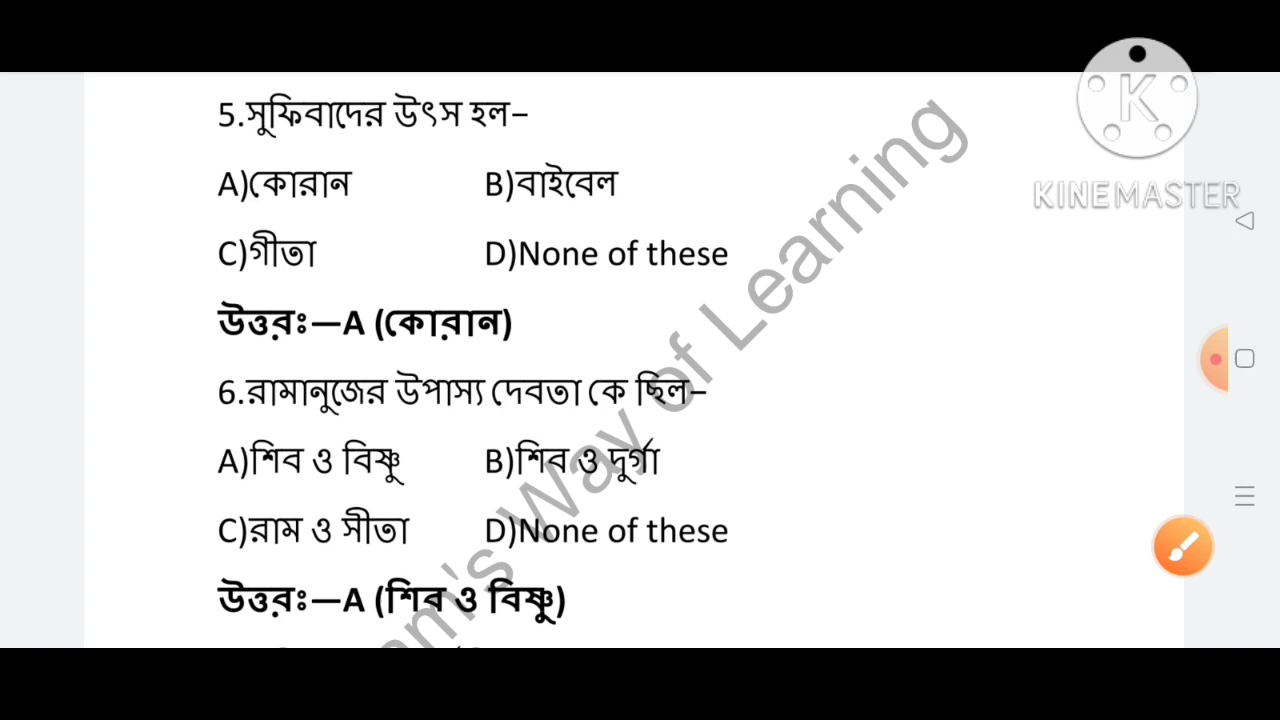 5.সুফিবাদের উৎস হল–
A)কোরান B)বাইবেল
C)গীতা D)None of these
উত্তরঃ—A (কোরান)
6.রামানুজের উপাস্য দেবতা কে ছিল–
A)শিব ও বিষ্ণু B)শিব ও দুর্গা
C)রাম ও সীতা D)None of these
উত্তরঃ—A (শিব ও বিষ্ণু)
Way of Learning
K
KINEMASTER